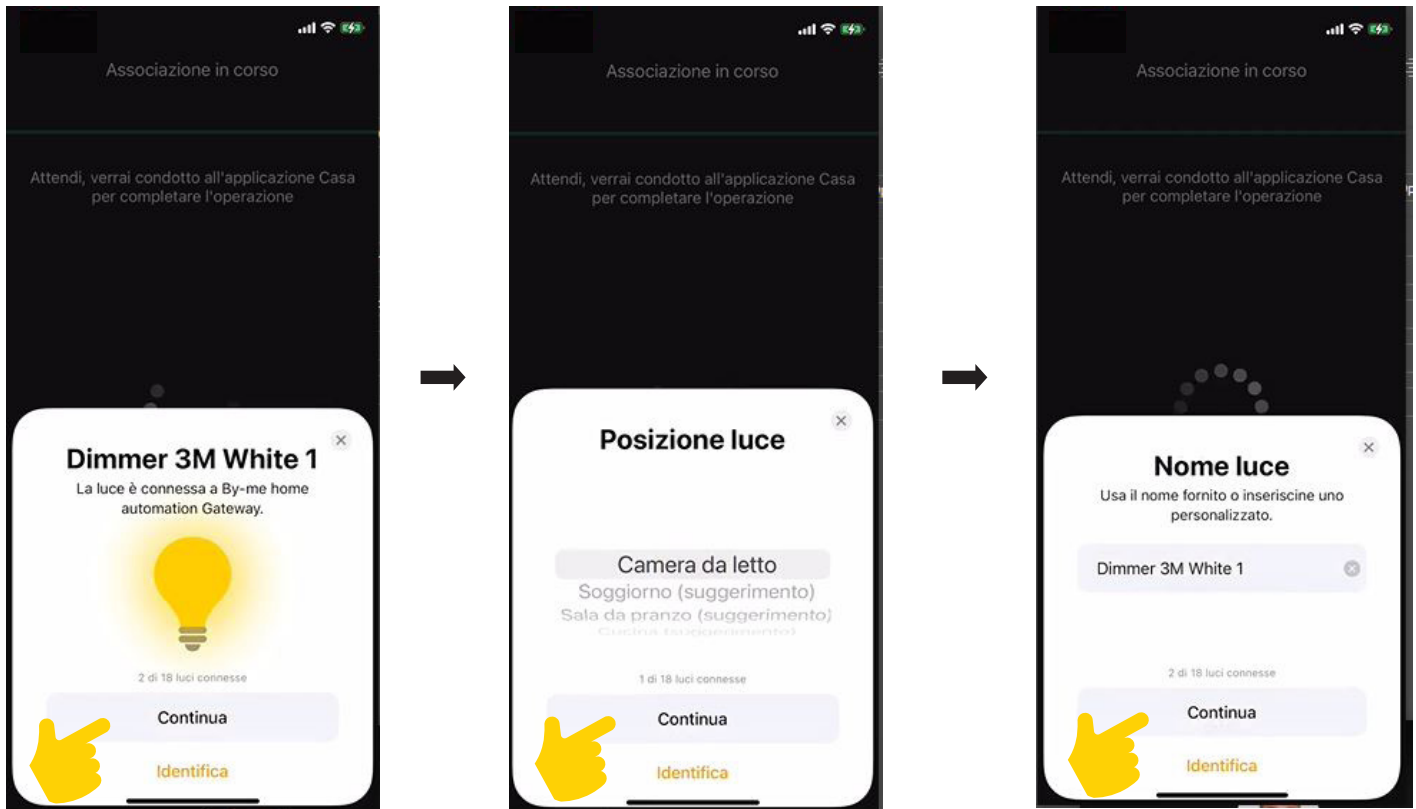 Associazione in corso
Attendi, verrai condotto all'applicazione Casa
per completare l'operazione
Dimmer 3M White 1
La luce è connessa a By-me home
automation Gateway.
2 di 18 luci connesse
Continua
Identifica
Associazione in corso
Attendi, verrai condotto all'applicazione Casa
per completare l'operazione
Posizione luce
Camera da letto
Soggiorno (suggerimento)
Sala da pranzo (suggerimento)
Cucina (suggerimento)
1 di 18 luci connesse
Continua
Identifica
Associazione in corso
Attendi, verrai condotto all'applicazione Casa
per completare l'operazione
Nome luce
Usa il nome fornito o inseriscine uno
personalizzato.
Dimmer 3M White 1
2 di 18 luci connesse
Continua
Identifica